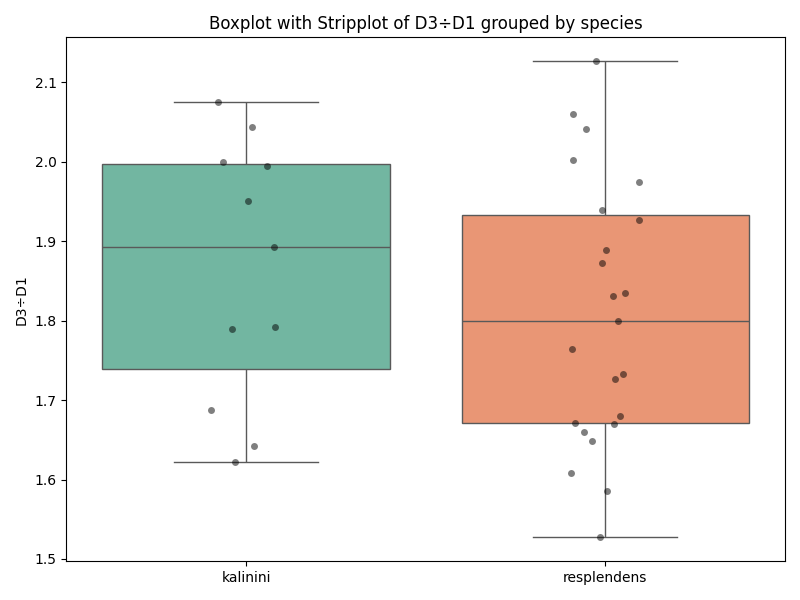 Boxplot with Stripplot of D3÷D1 grouped by species
D3÷D1
2.1
2.0
1.9
1.8
1.7
1.6
1.5
kalinini
resplendens